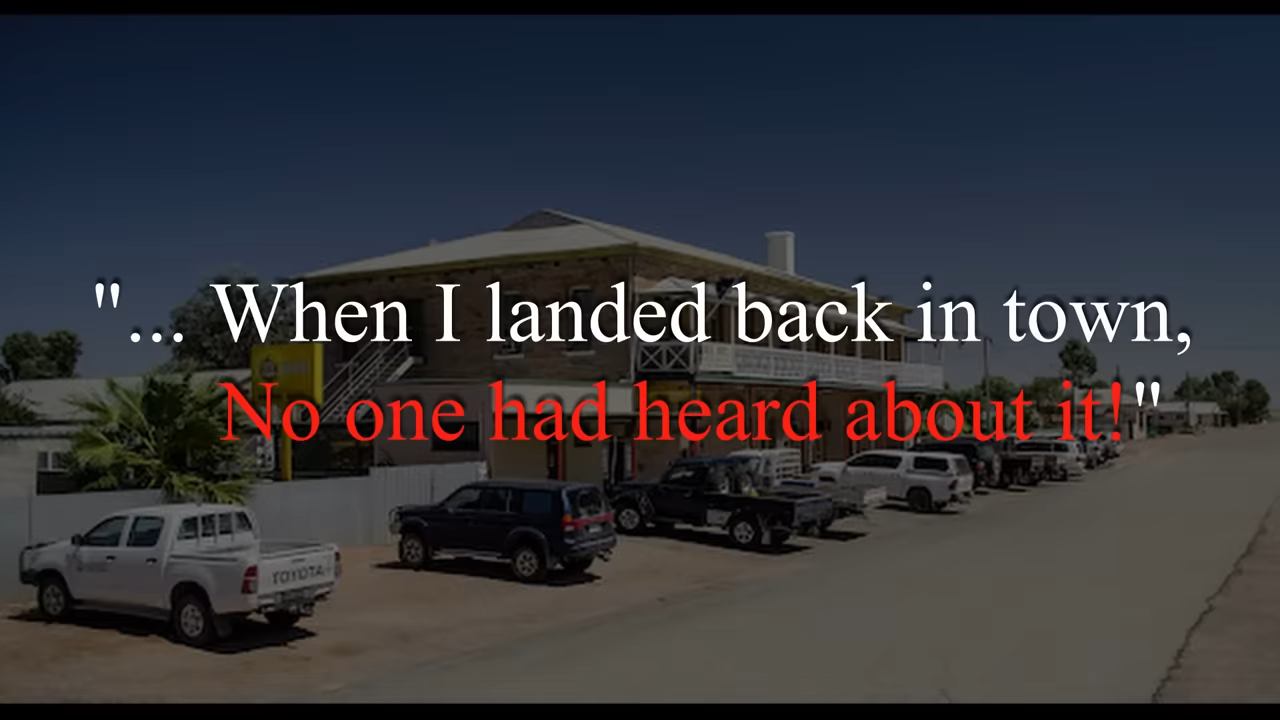 "... When I landed back in town,
No one had heard about it!"
TOYOTA